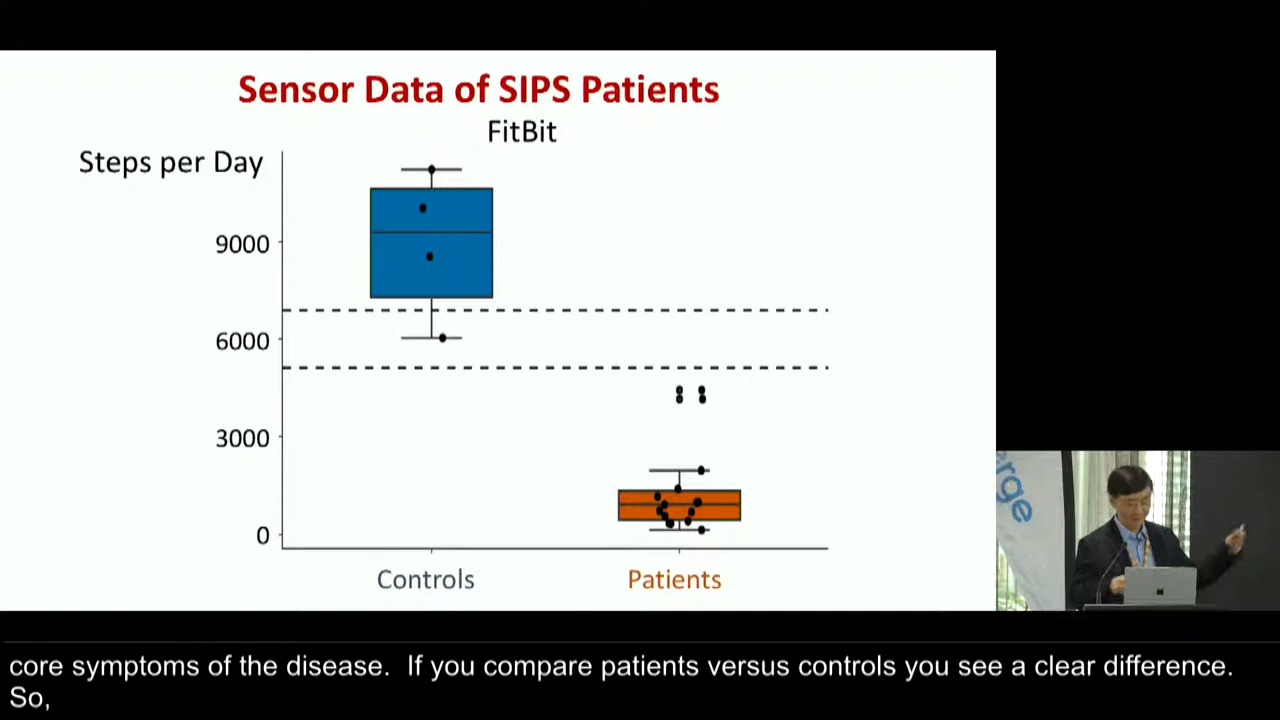 Sensor Data of SIPS Patients
FitBit
Steps per Day
9000
6000
3000
0
Controls
Patients
erge
core symptoms of the disease.  If you compare patients versus controls you see a clear difference.
So,